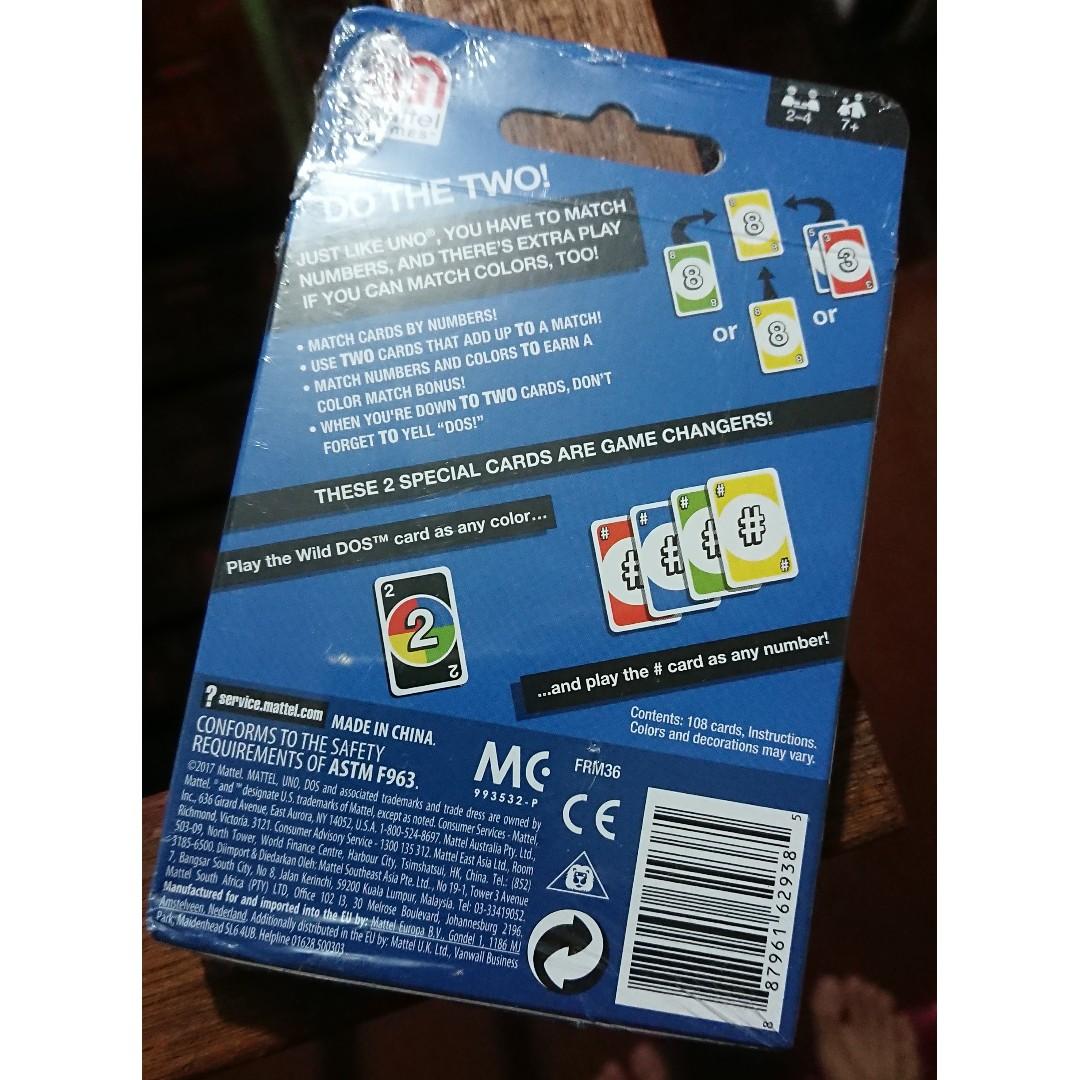 mattel
GAMES™
2–4
7+
DO THE TWO!
JUST LIKE UNO®, YOU HAVE TO MATCH
NUMBERS, AND THERE'S EXTRA PLAY
IF YOU CAN MATCH COLORS, TOO!
• MATCH CARDS BY NUMBERS!
• USE TWO CARDS THAT ADD UP TO A MATCH!
• MATCH NUMBERS AND COLORS TO EARN A
COLOR MATCH BONUS!
• WHEN YOU'RE DOWN TO TWO CARDS, DON'T
FORGET TO YELL “DOS!”
8
8
8
8
8
8
or
8
8
8
or
5
3
3
3
THESE 2 SPECIAL CARDS ARE GAME CHANGERS!
Play the Wild DOS™ card as any color...
2
2
2
# #
# #
# #
# # #
...and play the # card as any number!
? service.mattel.com MADE IN CHINA.
CONFORMS TO THE SAFETY
REQUIREMENTS OF ASTM F963.
Contents: 108 cards, Instructions.
Colors and decorations may vary.
MC
993532-P
FRM36
CE
©2017 Mattel. MATTEL, UNO, DOS and associated trademarks and trade dress are owned by
Mattel. ® and ™ designate U.S. trademarks of Mattel, except as noted. Consumer Services - Mattel,
Inc., 636 Girard Avenue, East Aurora, NY 14052, U.S.A. 1-800-524-8697. Mattel Australia Pty. Ltd.,
Richmond, Victoria. 3121. Consumer Advisory Service - 1300 135 312. Mattel East Asia Ltd., Room
503-09, North Tower, World Finance Centre, Harbour City, Tsimshatsui, HK, China. Tel.: (852)
3185-6500. Diimport & Diedarkan Oleh: Mattel Southeast Asia Pte. Ltd., No 19-1, Tower 3 Avenue
7, Bangsar South City, No 8, Jalan Kerinchi, 59200 Kuala Lumpur, Malaysia. Tel: 03-33419052.
Mattel South Africa (PTY) LTD, Office 102 I3, 30 Melrose Boulevard, Johannesburg 2196.
Manufactured for and imported into the EU by: Mattel Europa B.V., Gondel 1, 1186 MJ
Amstelveen, Nederland. Additionally distributed in the EU by: Mattel U.K. Ltd., Vanwall Business
Park, Maidenhead SL6 4UB. Helpline 01628 500303.
8 87961 62938 5